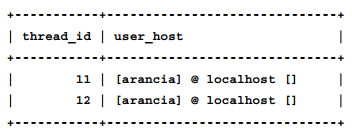 +-----------+-------------------------------+
| thread_id | user_host                     |
+-----------+-------------------------------+
|        11 | [arancia] @ localhost []      |
|        12 | [arancia] @ localhost []      |
+-----------+-------------------------------+